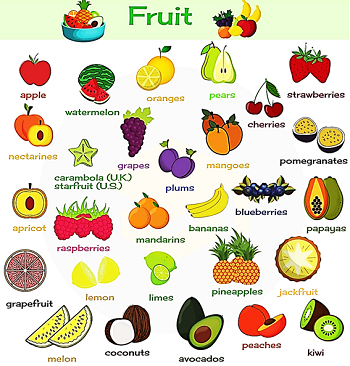 Fruit
apple
watermelon
oranges
pears
strawberries
cherries
nectarines
grapes
mangoes
pomegranates
carambola (U.K.)
starfruit (U.S.)
plums
blueberries
apricot
raspberries
mandarins
bananas
papayas
grapefruit
lemon
limes
pineapples
jackfruit
melon
coconuts
avocados
peaches
kiwi